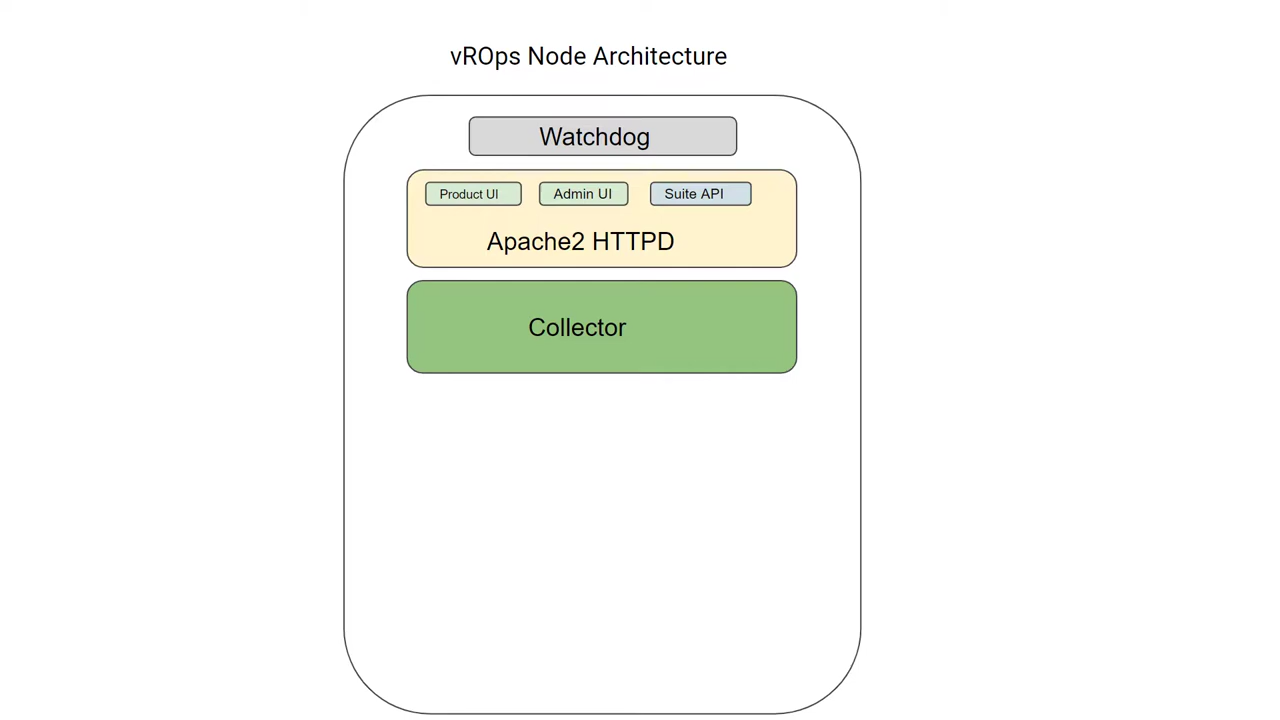 vROps Node Architecture
Watchdog
Product UI
Admin UI
Suite API
Apache2 HTTPD
Collector